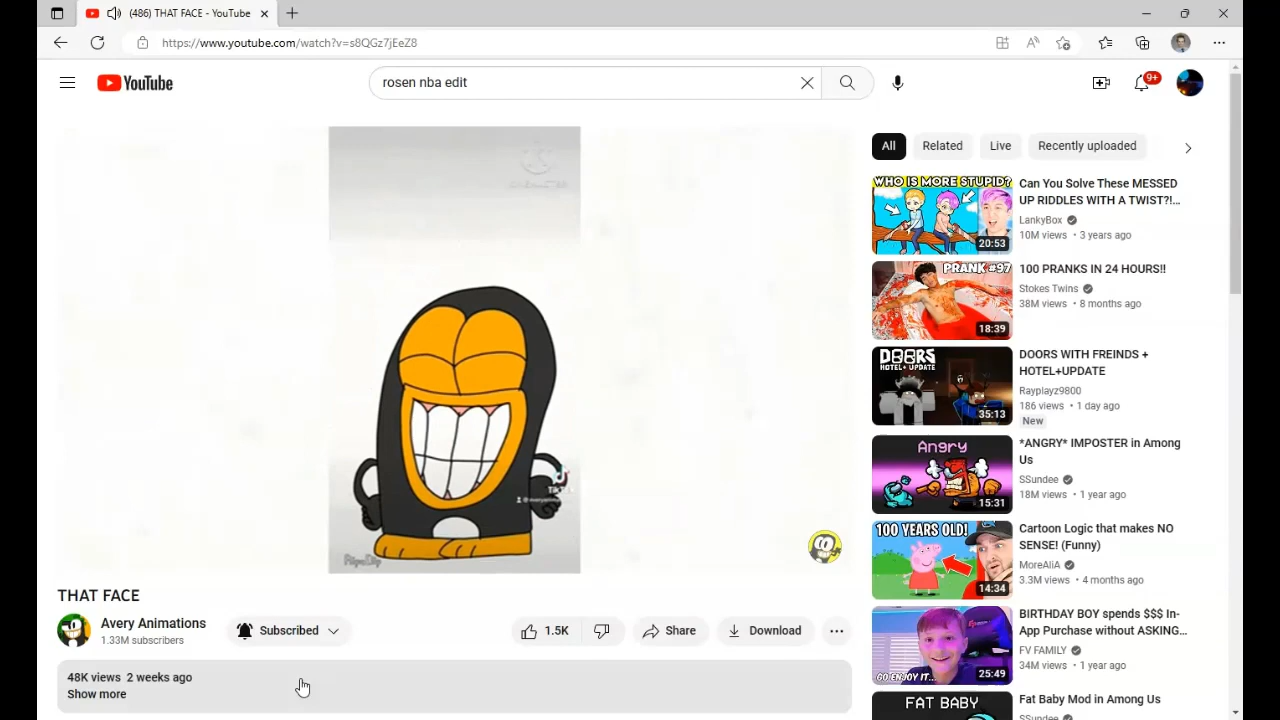 (486) THAT FACE - YouTube
https://www.youtube.com/watch?v=s8QGz7jEeZ8
YouTube
rosen nba edit
9+
All
Related
Live
Recently uploaded
WHO IS MORE STUPID?
20:53
Can You Solve These MESSED
UP RIDDLES WITH A TWIST?!...
LankyBox
10M views • 3 years ago
PRANK #97
18:39
100 PRANKS IN 24 HOURS!!
Stokes Twins
38M views • 8 months ago
DOORS
HOTEL+ UPDATE
35:13
DOORS WITH FREINDS +
HOTEL+UPDATE
Rayplayz9800
186 views • 1 day ago
New
Angry
15:31
*ANGRY* IMPOSTER in Among
Us
SSundee
18M views • 1 year ago
100 YEARS OLD!
14:34
Cartoon Logic that makes NO
SENSE! (Funny)
MoreAliA
3.3M views • 4 months ago
GO ENJOY IT...
25:49
BIRTHDAY BOY spends $$$ In-
App Purchase without ASKING...
FV FAMILY
34M views • 1 year ago
FAT BABY
Fat Baby Mod in Among Us
SSundee
FlipaClip
THAT FACE
Avery Animations
1.33M subscribers
Subscribed
1.5K
Share
Download
48K views 2 weeks ago
Show more